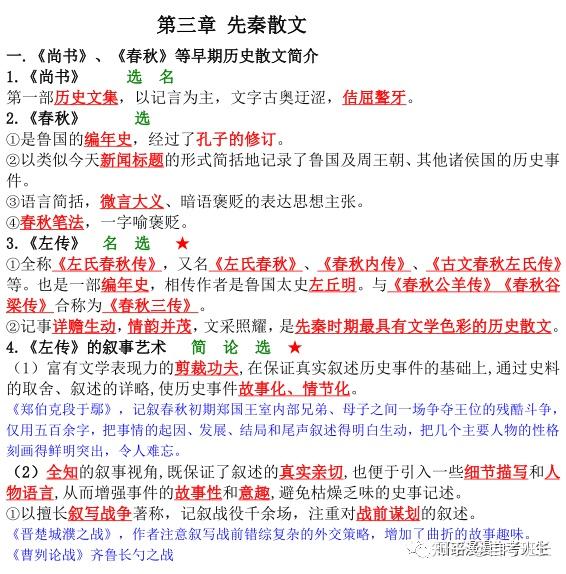 第三章 先秦散文
一.《尚书》、《春秋》等早期历史散文简介
1.《尚书》 选 名
第一部历史文集，以记言为主，文字古奥迂涩，佶屈聱牙。
2.《春秋》 选
①是鲁国的编年史，经过了孔子的修订。
②以类似今天新闻标题的形式简括地记录了鲁国及周王朝、其他诸侯国的历史事
件。
③语言简括，微言大义、暗语褒贬的表达思想主张。
④春秋笔法，一字喻褒贬。
3.《左传》 名 选 ★
①全称《左氏春秋传》，又名《左氏春秋》、《春秋内传》、《古文春秋左氏传》
等。也是一部编年史，相传作者是鲁国太史左丘明。与《春秋公羊传》《春秋谷
梁传》合称为《春秋三传》。
②记事详赡生动，情韵并茂，文采照耀，是先秦时期最具有文学色彩的历史散文。
4.《左传》的叙事艺术 简 论 选 ★
（1）富有文学表现力的剪裁功夫,在保证真实叙述历史事件的基础上,通过史料
的取舍、叙述的详略,使历史事件故事化、情节化。
《郑伯克段于鄢》，记叙春秋初期郑国王室内部兄弟、母子之间一场争夺王位的残酷斗争，
仅用五百余字，把事情的起因、发展、结局和尾声叙述得明白生动，把几个主要人物的性格
刻画得鲜明突出，令人难忘。
（2）全知的叙事视角,既保证了叙述的真实亲切,也便于引入一些细节描写和人
物语言,从而增强事件的故事性和意趣,避免枯燥乏味的史事记述。
①以擅长叙写战争著称，记叙战役千余场，注重对战前谋划的叙述。
《晋楚城濮之战》，作者注意叙写战前错综复杂的外交策略，增加了曲折的故事趣味。
《曹刿论战》齐鲁长勺之战